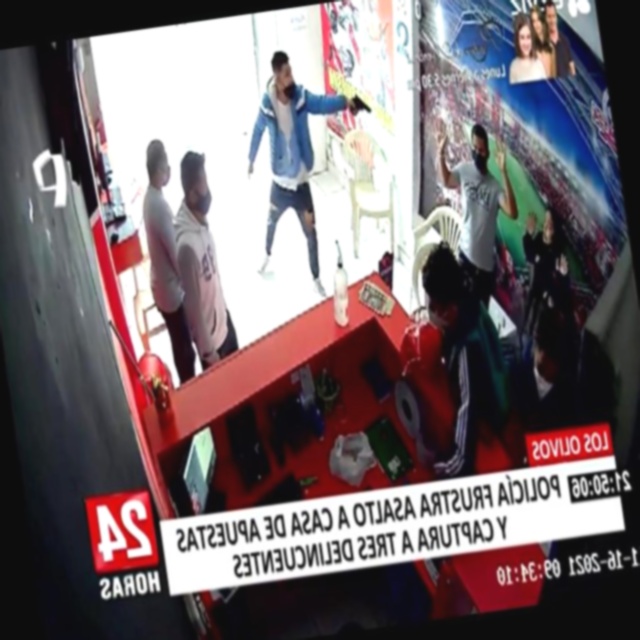 LOS OLIVOS
21:50:06
POLICÍA FRUSTRA ASALTO A CASA DE APUESTAS
Y CAPTURA A TRES DELINCUENTES
24
HORAS
1-16-2021 09:34:10